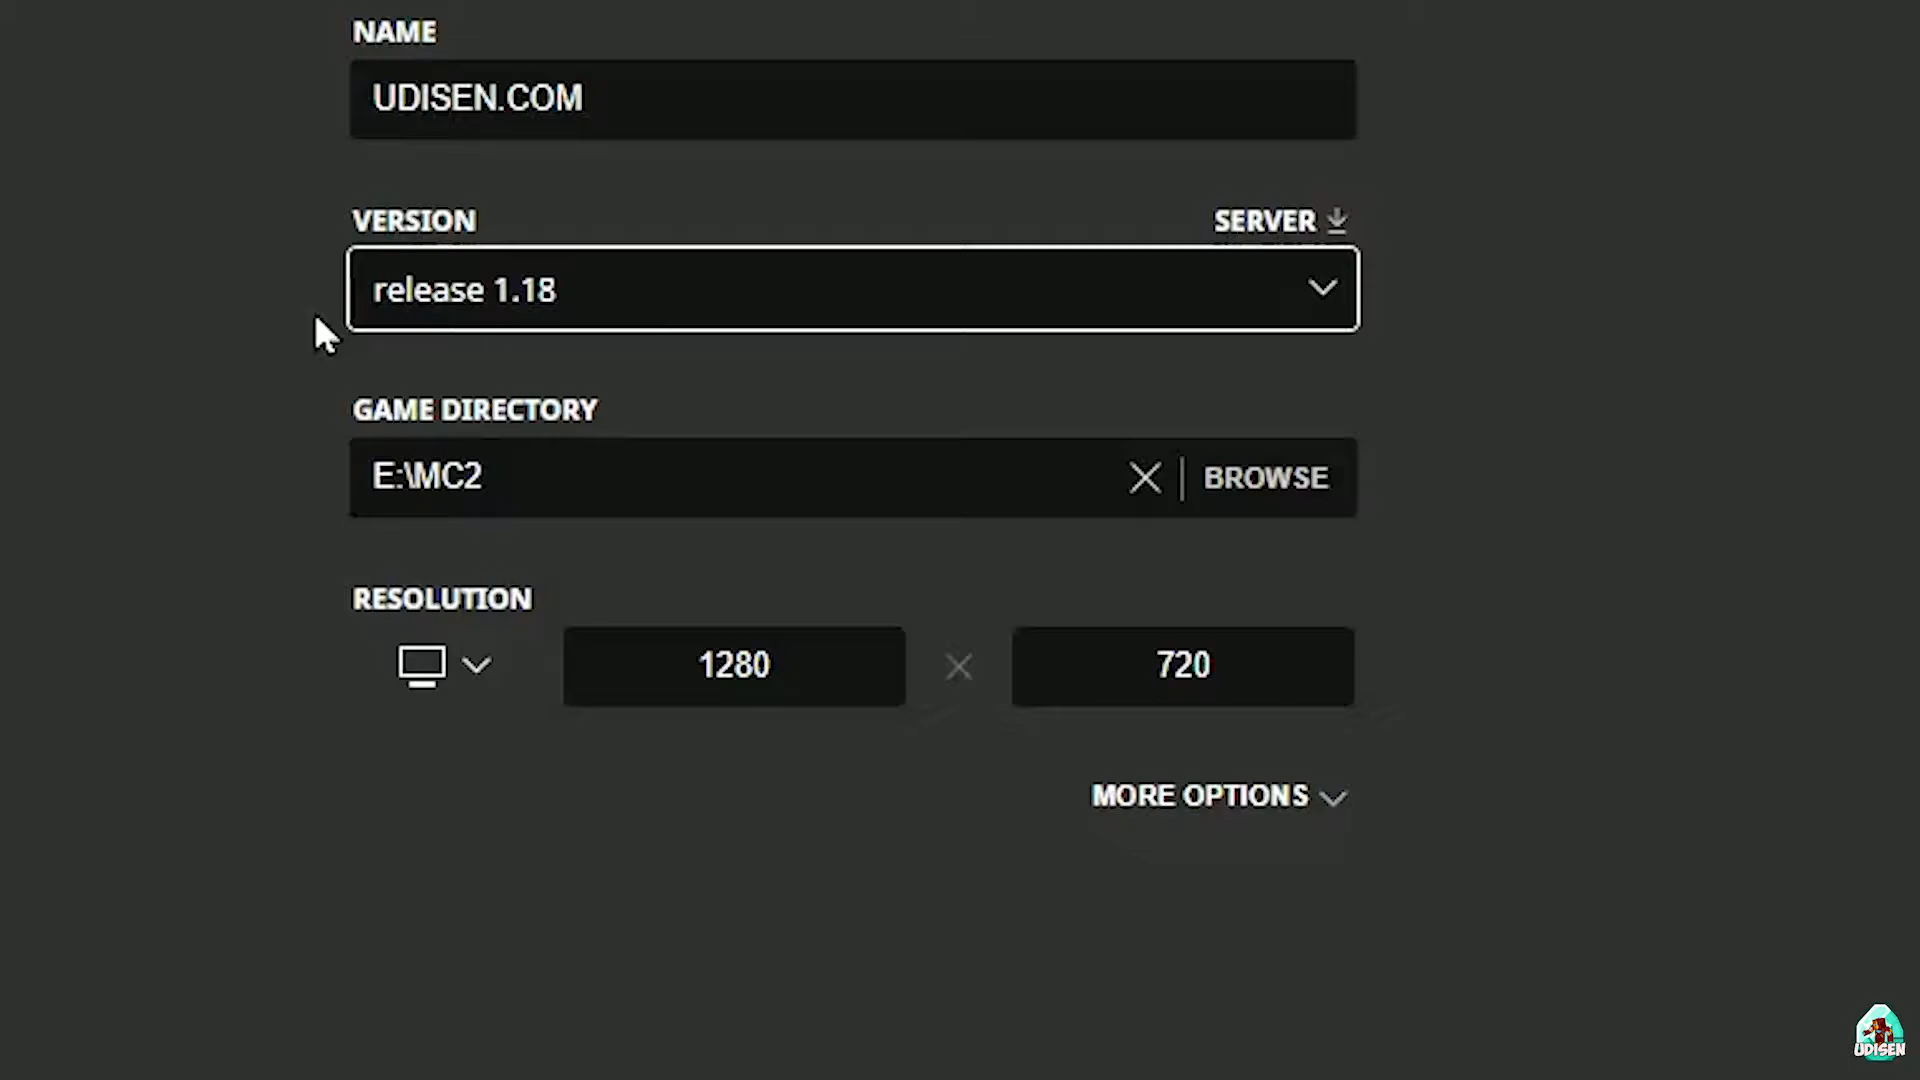 NAME
UDISEN.COM
VERSION
SERVER
release 1.18
GAME DIRECTORY
E:\MC2
BROWSE
RESOLUTION
1280
720
MORE OPTIONS
UDISEN